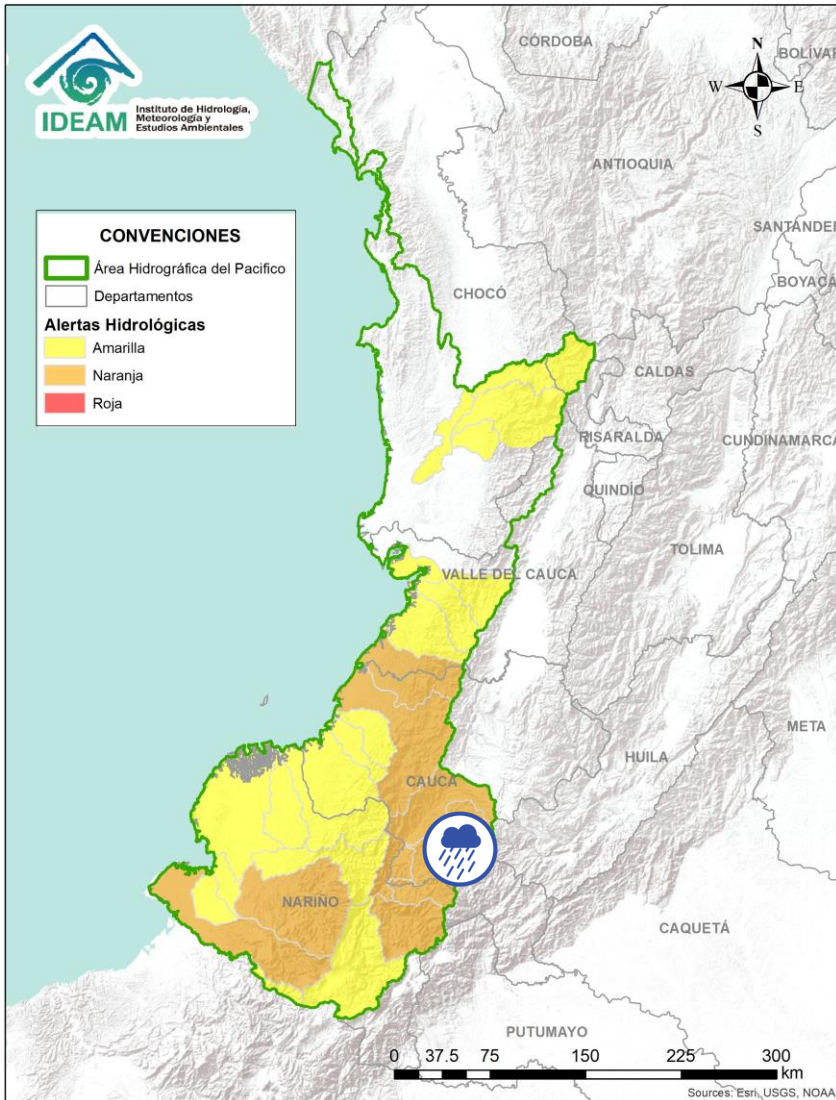 IDEAM
Instituto de Hidrología,
Meteorología y
Estudios Ambientales
CÓRDOBA
BOLÍVAR
N
W
E
S
ANTIOQUIA
SANTANDER
BOYACÁ
CONVENCIONES
Área Hidrográfica del Pacifico
Departamentos
Alertas Hidrológicas
Amarilla
Naranja
Roja
CHOCÓ
CALDAS
RISARALDA
CUNDINAMARCA
QUINDÍO
TOLIMA
VALLE DEL CAUCA
META
HUILA
CAUCA
NARIÑO
CAQUETÁ
PUTUMAYO
0 37.5 75 150 225 300
km
Sources: Esri, USGS, NOAA